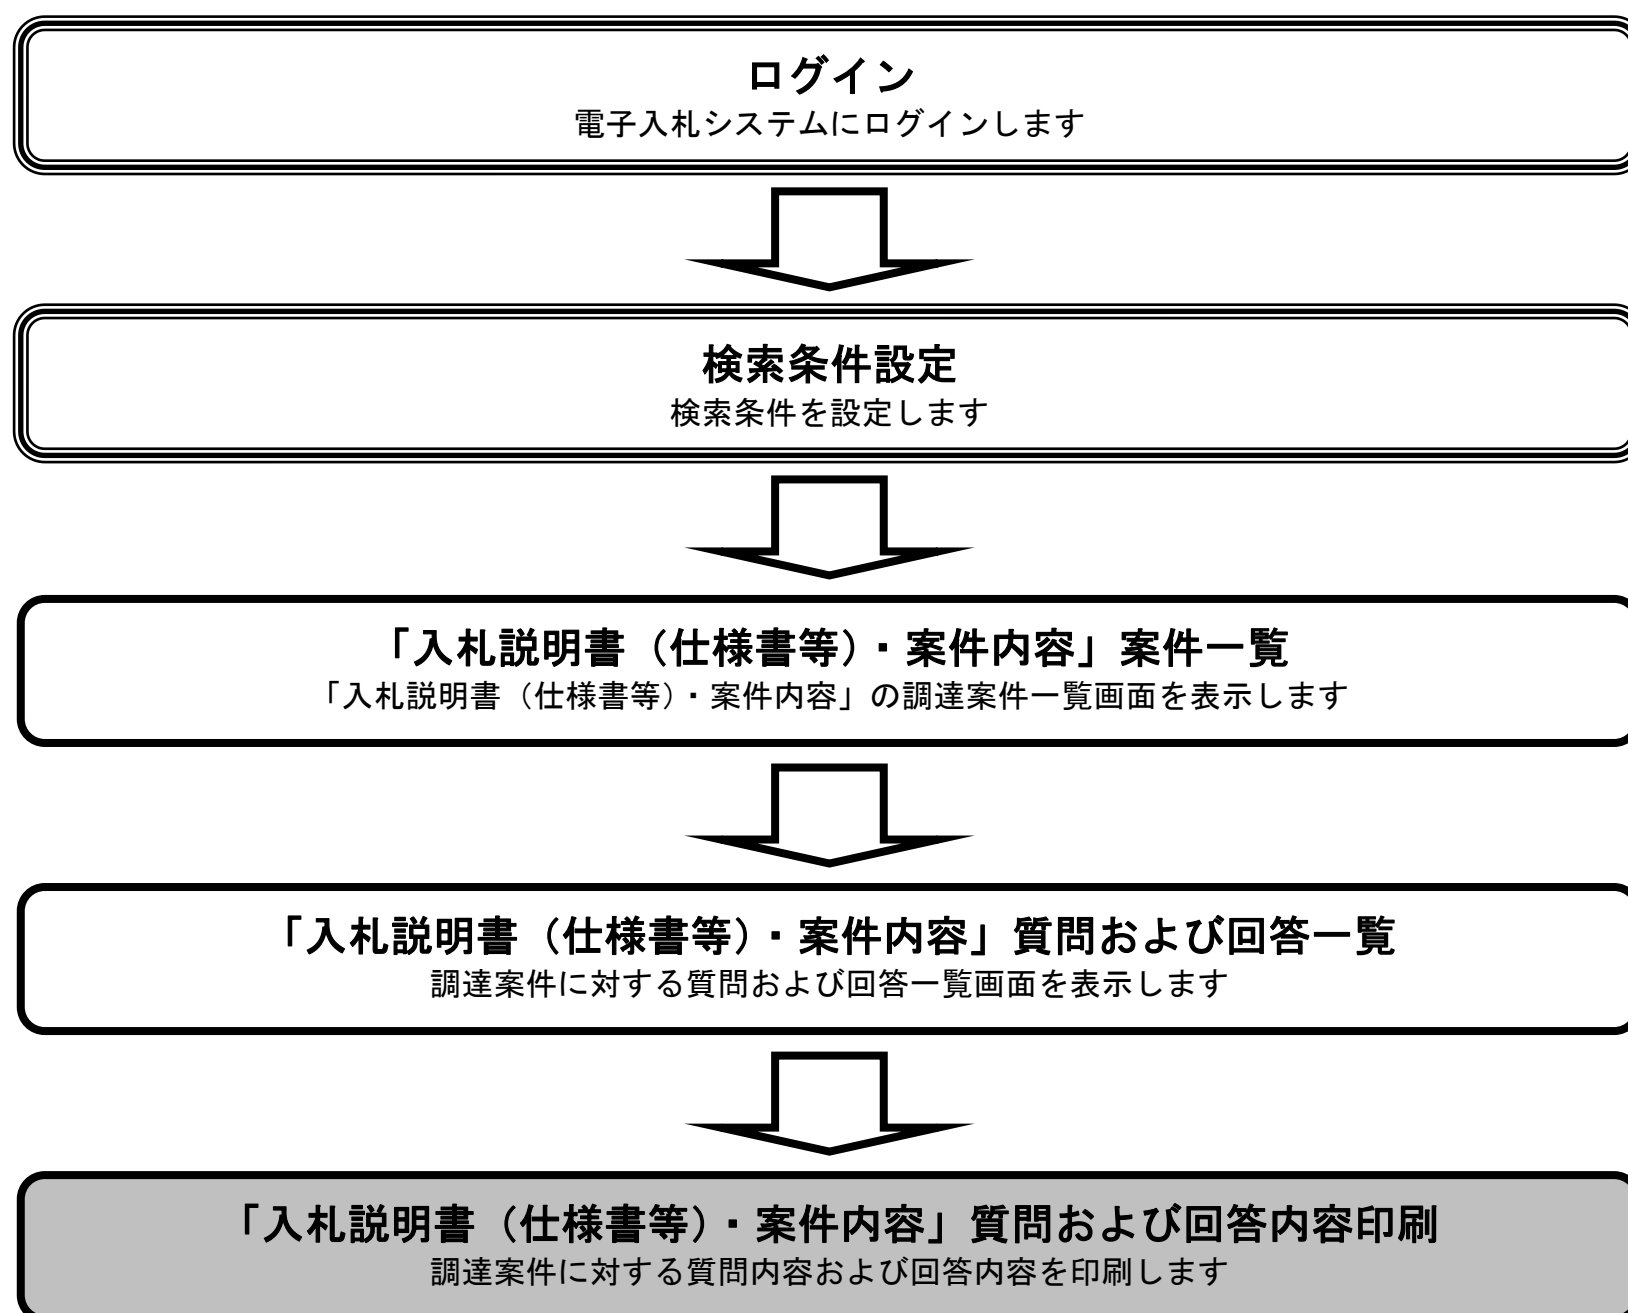 ログイン
電子入札システムにログインします
検索条件設定
検索条件を設定します
「入札説明書（仕様書等）・案件内容」案件一覧
「入札説明書（仕様書等）・案件内容」の調達案件一覧画面を表示します
「入札説明書（仕様書等）・案件内容」質問および回答一覧
調達案件に対する質問および回答一覧画面を表示します
「入札説明書（仕様書等）・案件内容」質問および回答内容印刷
調達案件に対する質問内容および回答内容を印刷します